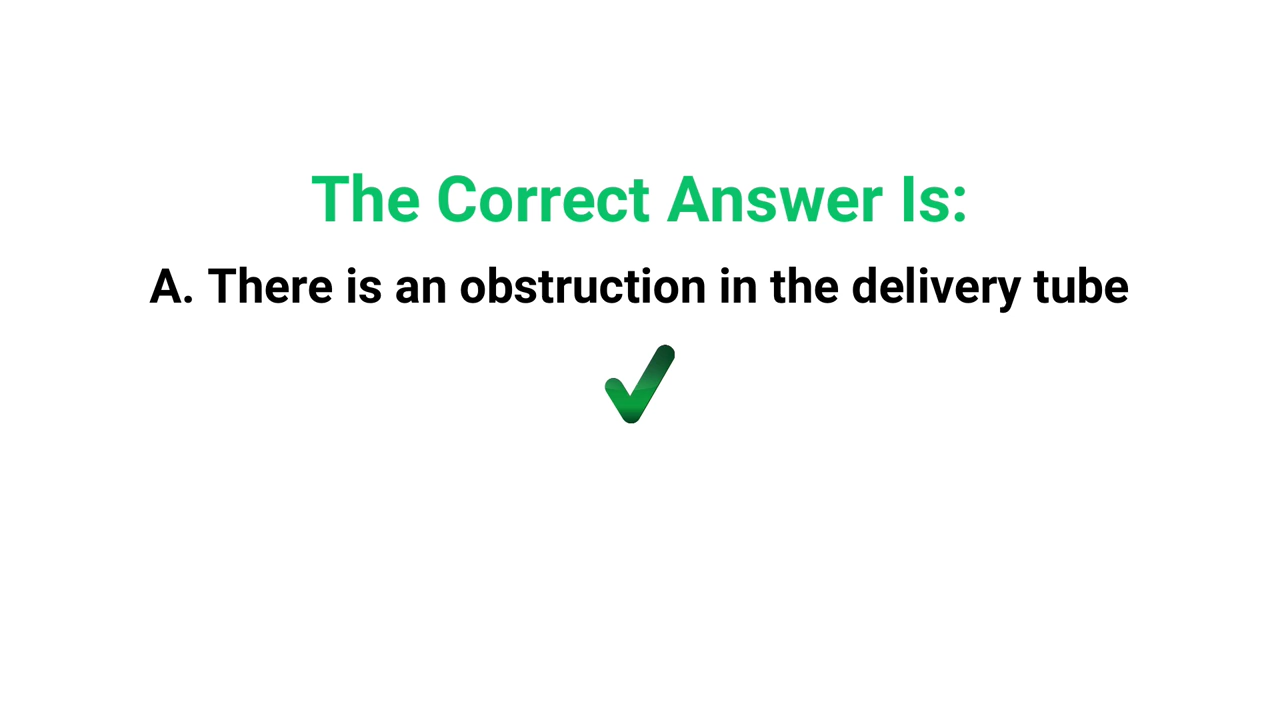 The Correct Answer Is:
A. There is an obstruction in the delivery tube